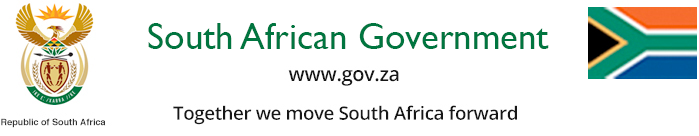 South African Government
www.gov.za
Together we move South Africa forward
Republic of South Africa